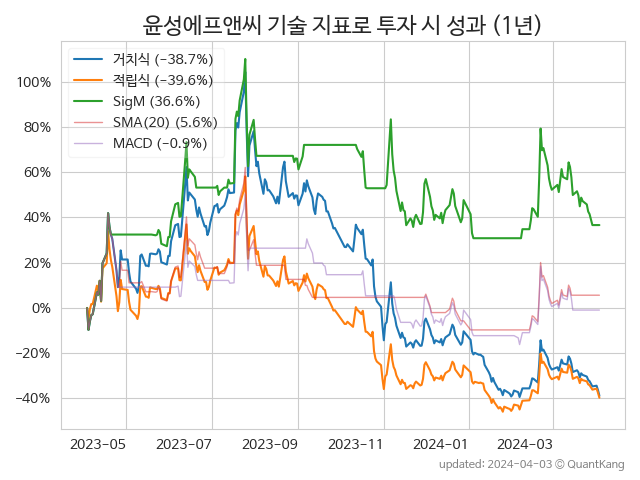 윤성에프앤씨 기술 지표로 투자 시 성과 (1년)
거치식 (−38.7%)
적립식 (−39.6%)
SigM (36.6%)
SMA(20) (5.6%)
MACD (−0.9%)
100%
80%
60%
40%
20%
0%
−20%
−40%
2023-05 2023-07 2023-09 2023-11 2024-01 2024-03
updated: 2024-04-03 © QuantKang